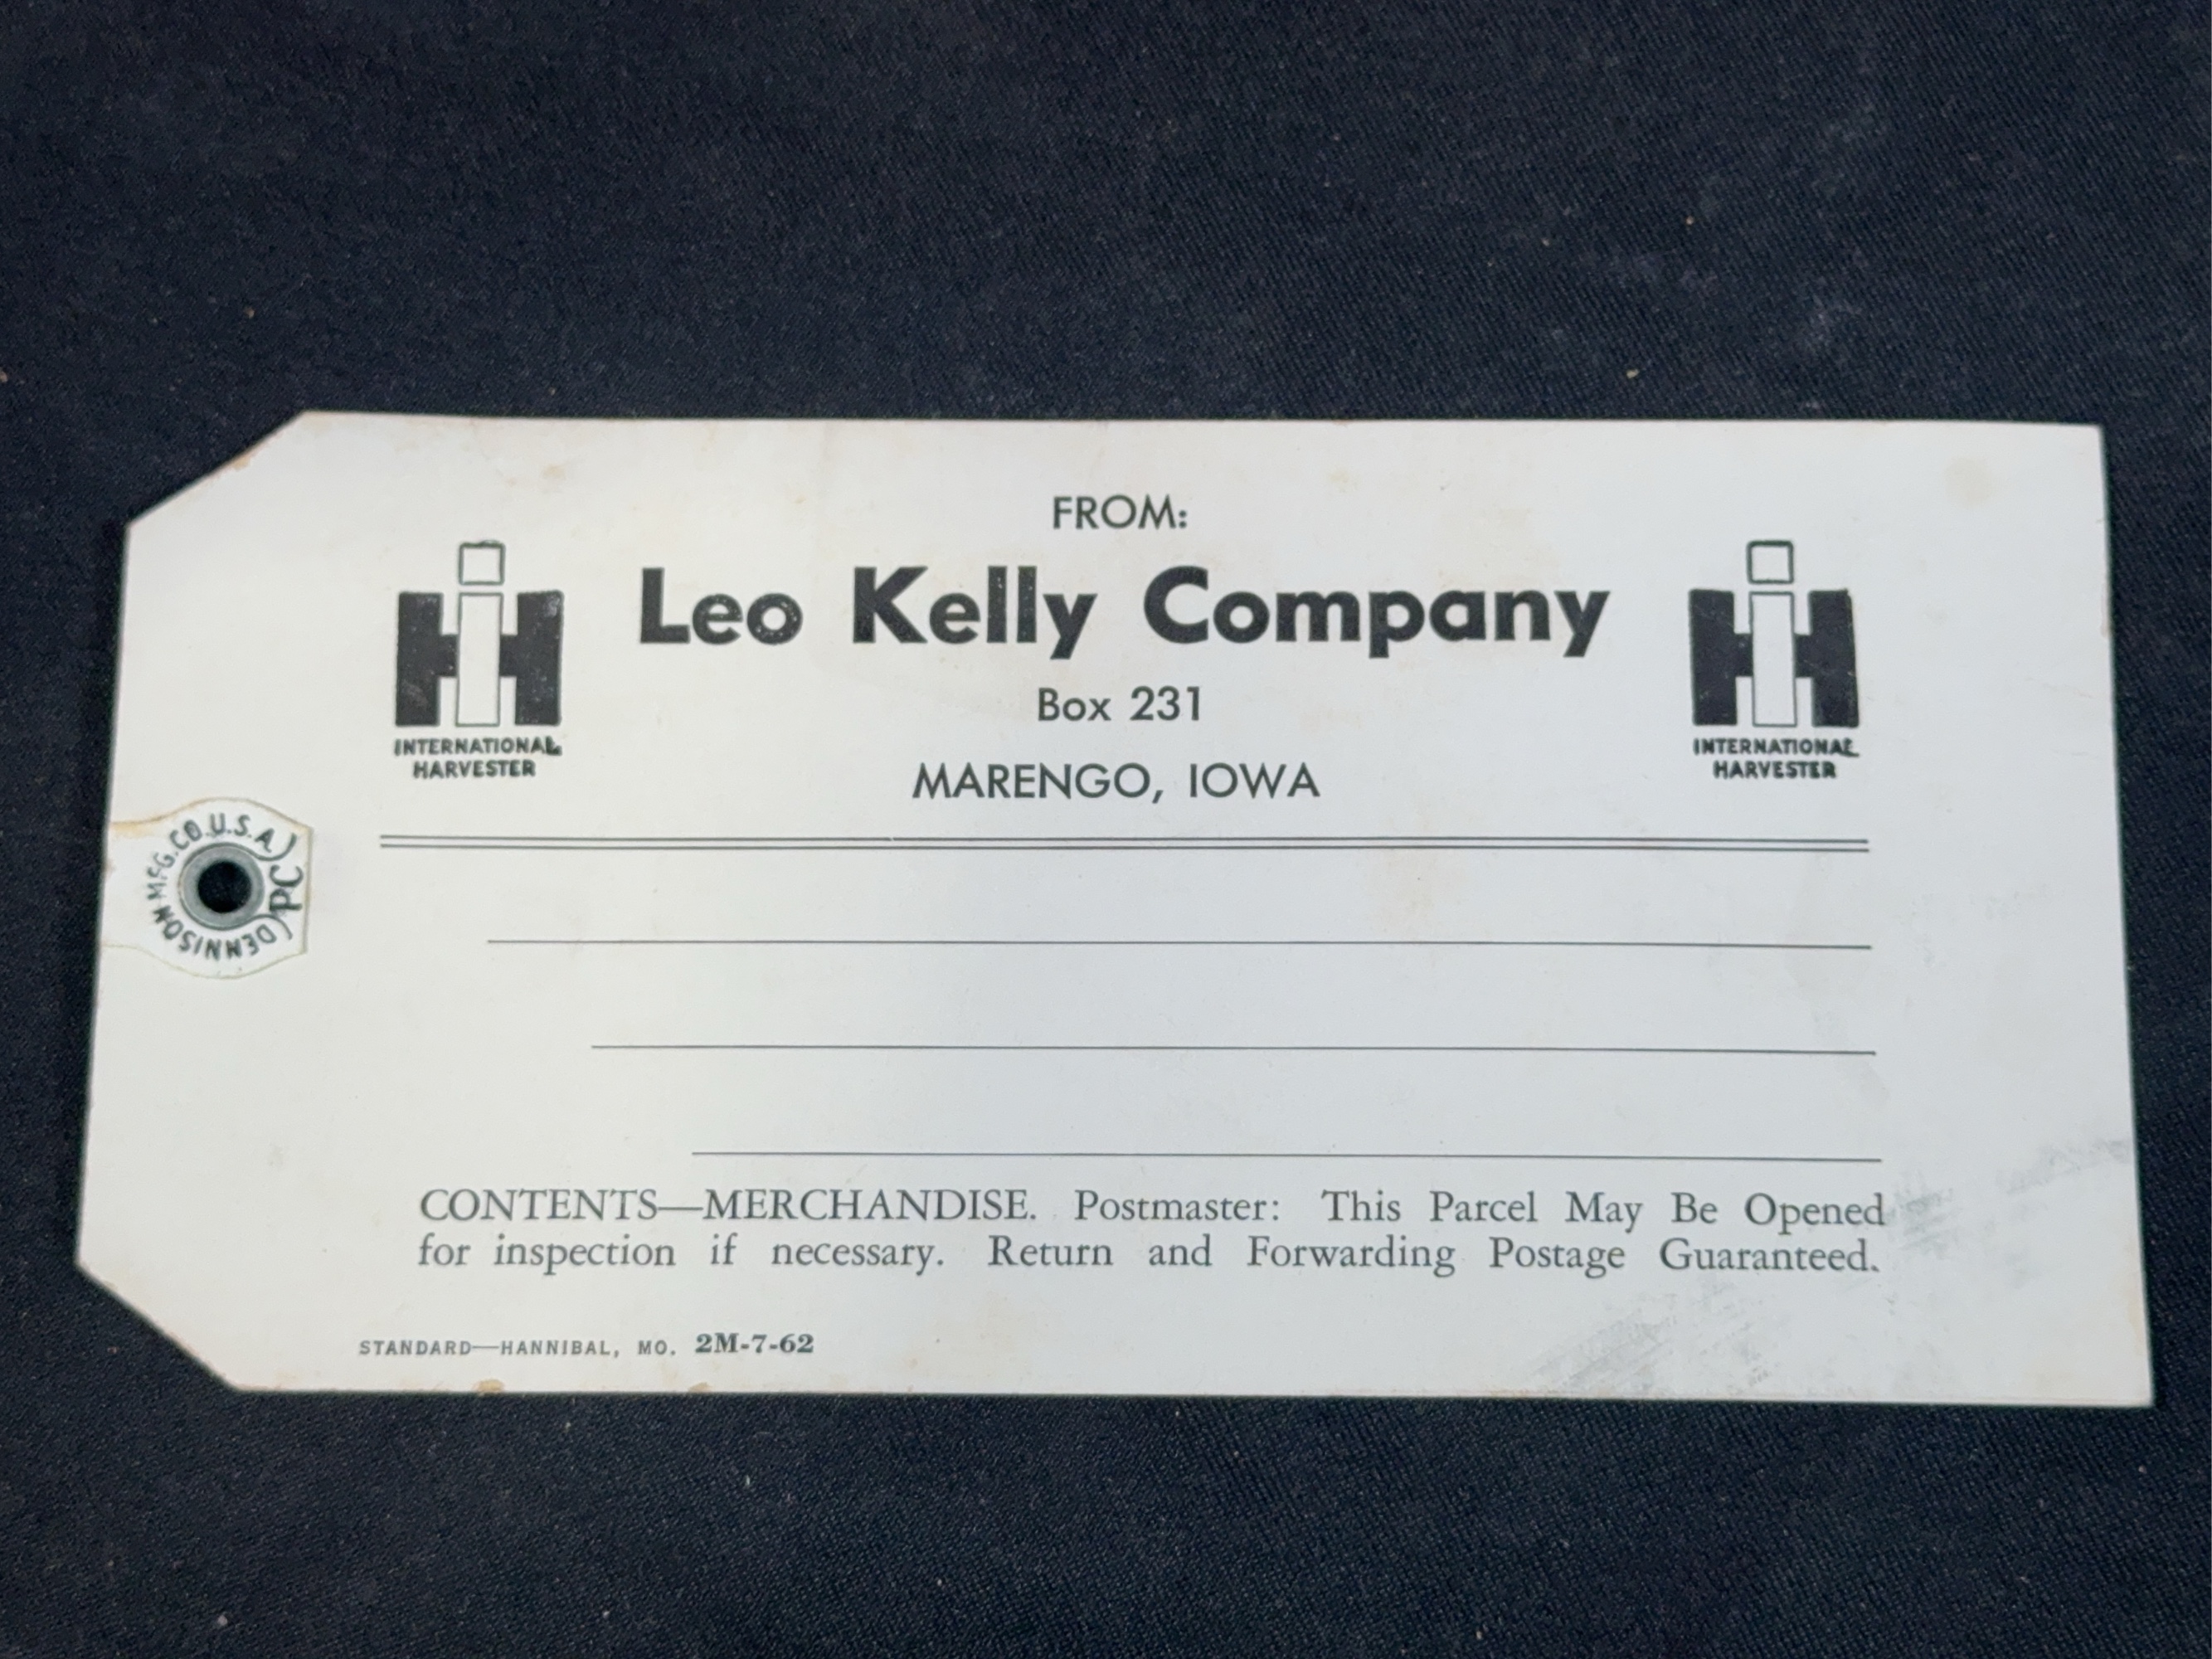 FROM:
Leo Kelly Company
Box 231
MARENGO, IOWA
IH
INTERNATIONAL
HARVESTER
IH
INTERNATIONAL
HARVESTER
DENNISON MFG. CO. U.S.A.
PC
CONTENTS—MERCHANDISE. Postmaster: This Parcel May Be Opened
for inspection if necessary. Return and Forwarding Postage Guaranteed.
STANDARD—HANNIBAL, MO. 2M-7-62